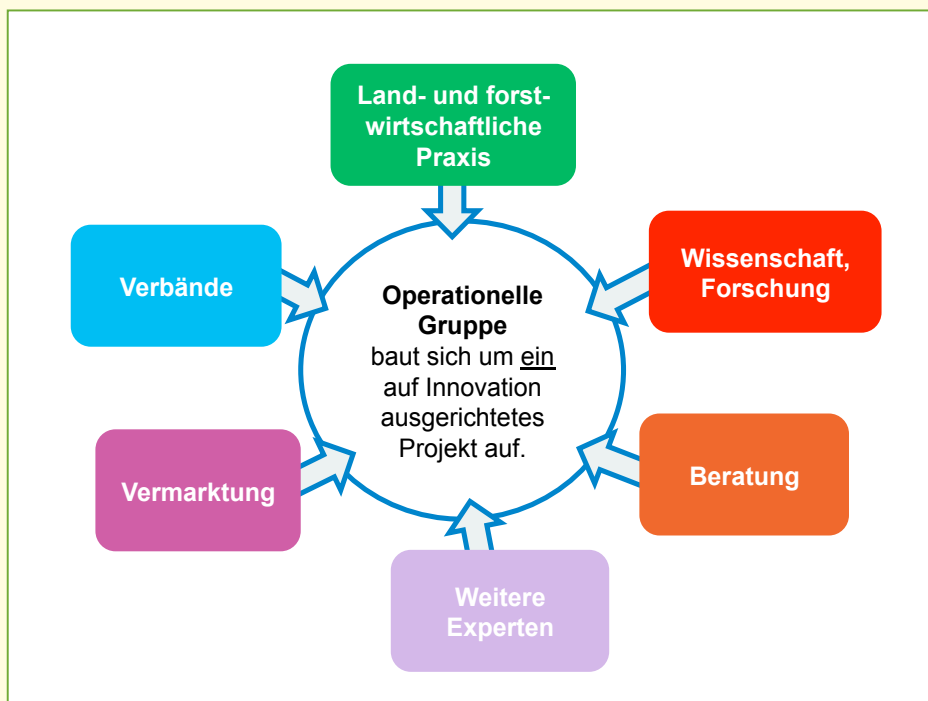 Land- und forst-
wirtschaftliche
Praxis
Wissenschaft,
Forschung
Verbände
Operationelle
Gruppe
baut sich um ein
auf Innovation
ausgerichtetes
Projekt auf.
Beratung
Vermarktung
Weitere
Experten